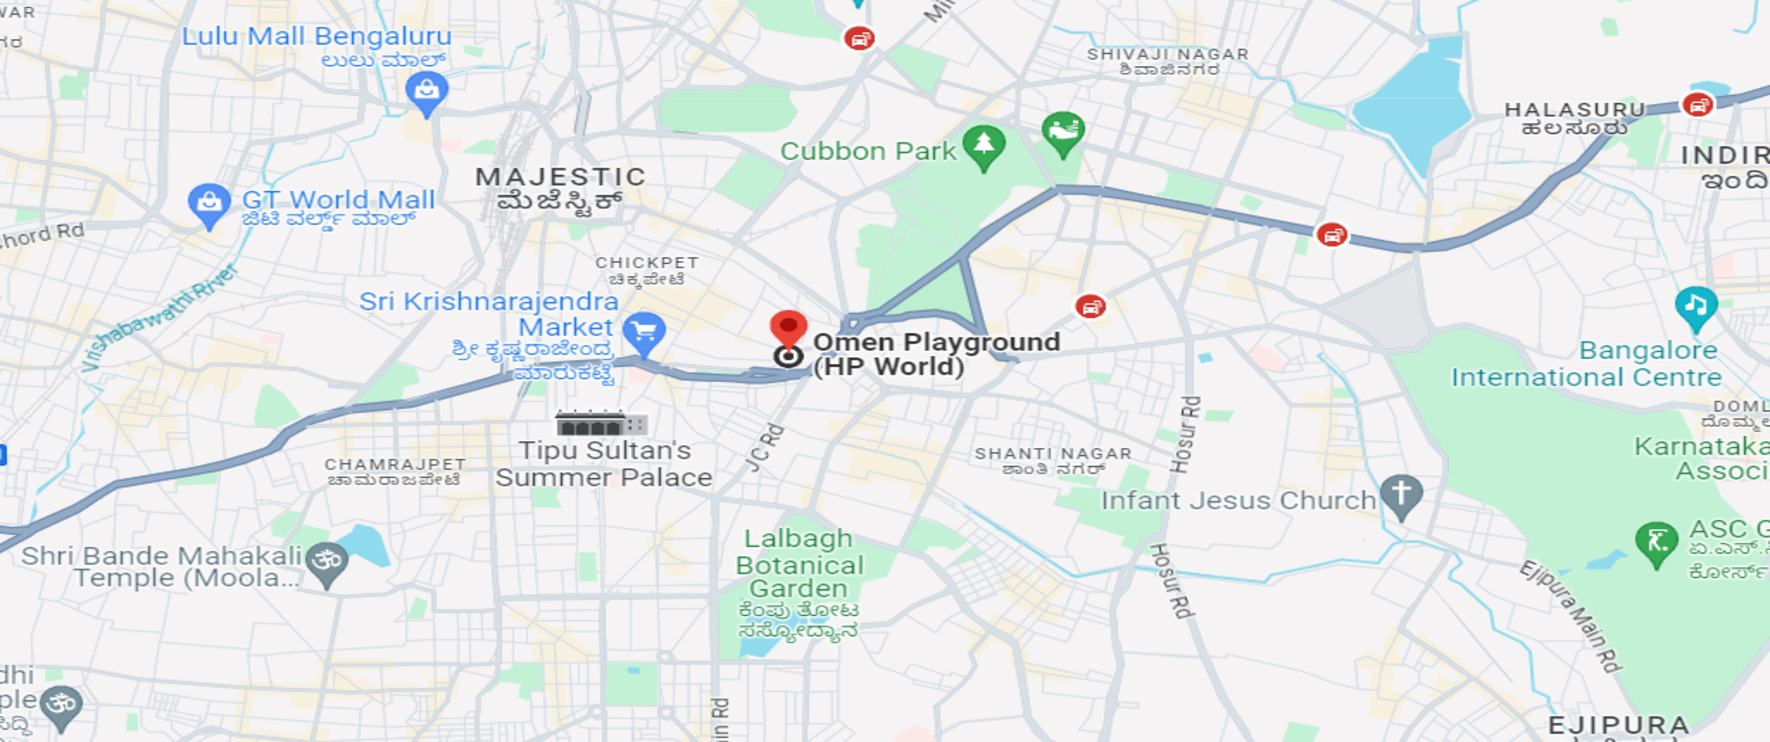 WAR
Lulu Mall Bengaluru
ಲುಲು ಮಾಲ್
SHIVAJI NAGAR
ಶಿವಾಜಿನಗರ
HALASURU
ಹಲಸೂರು
INDIR
ಇಂದಿ
Cubbon Park
MAJESTIC
ಮೆಜೆಸ್ಟಿಕ್
GT World Mall
ಜಿಟಿ ವರ್ಲ್ಡ್ ಮಾಲ್
hord Rd
Vrishabawathi River
CHICKPET
ಚಿಕ್ಕಪೇಟೆ
Sri Krishnarajendra
Market
ಶ್ರೀ ಕೃಷ್ಣರಾಜೇಂದ್ರ
ಮಾರುಕಟ್ಟೆ
Omen Playground
(HP World)
Bangalore
International Centre
Tipu Sultan's
Summer Palace
JC Rd
Hosur Rd
DOML
ದೊಮ್ಮಲ
Karnataka
Associ
CHAMRAJPET
ಚಾಮರಾಜಪೇಟೆ
SHANTI NAGAR
ಶಾಂತಿ ನಗರ್
Infant Jesus Church
ASC G
ಏ.ಎಸ್.ಸಿ
ಕೋರ್ಸ್
Shri Bande Mahakali
Temple (Moola...
Lalbagh
Botanical
Garden
ಕೆಂಪು ತೋಟ
ಸಸ್ಯೋದ್ಯಾನ
Hosur Rd
Ejipura Main Rd
dhi
ple
ಸಿದ್ಧಿ
in Rd
EJIPURA